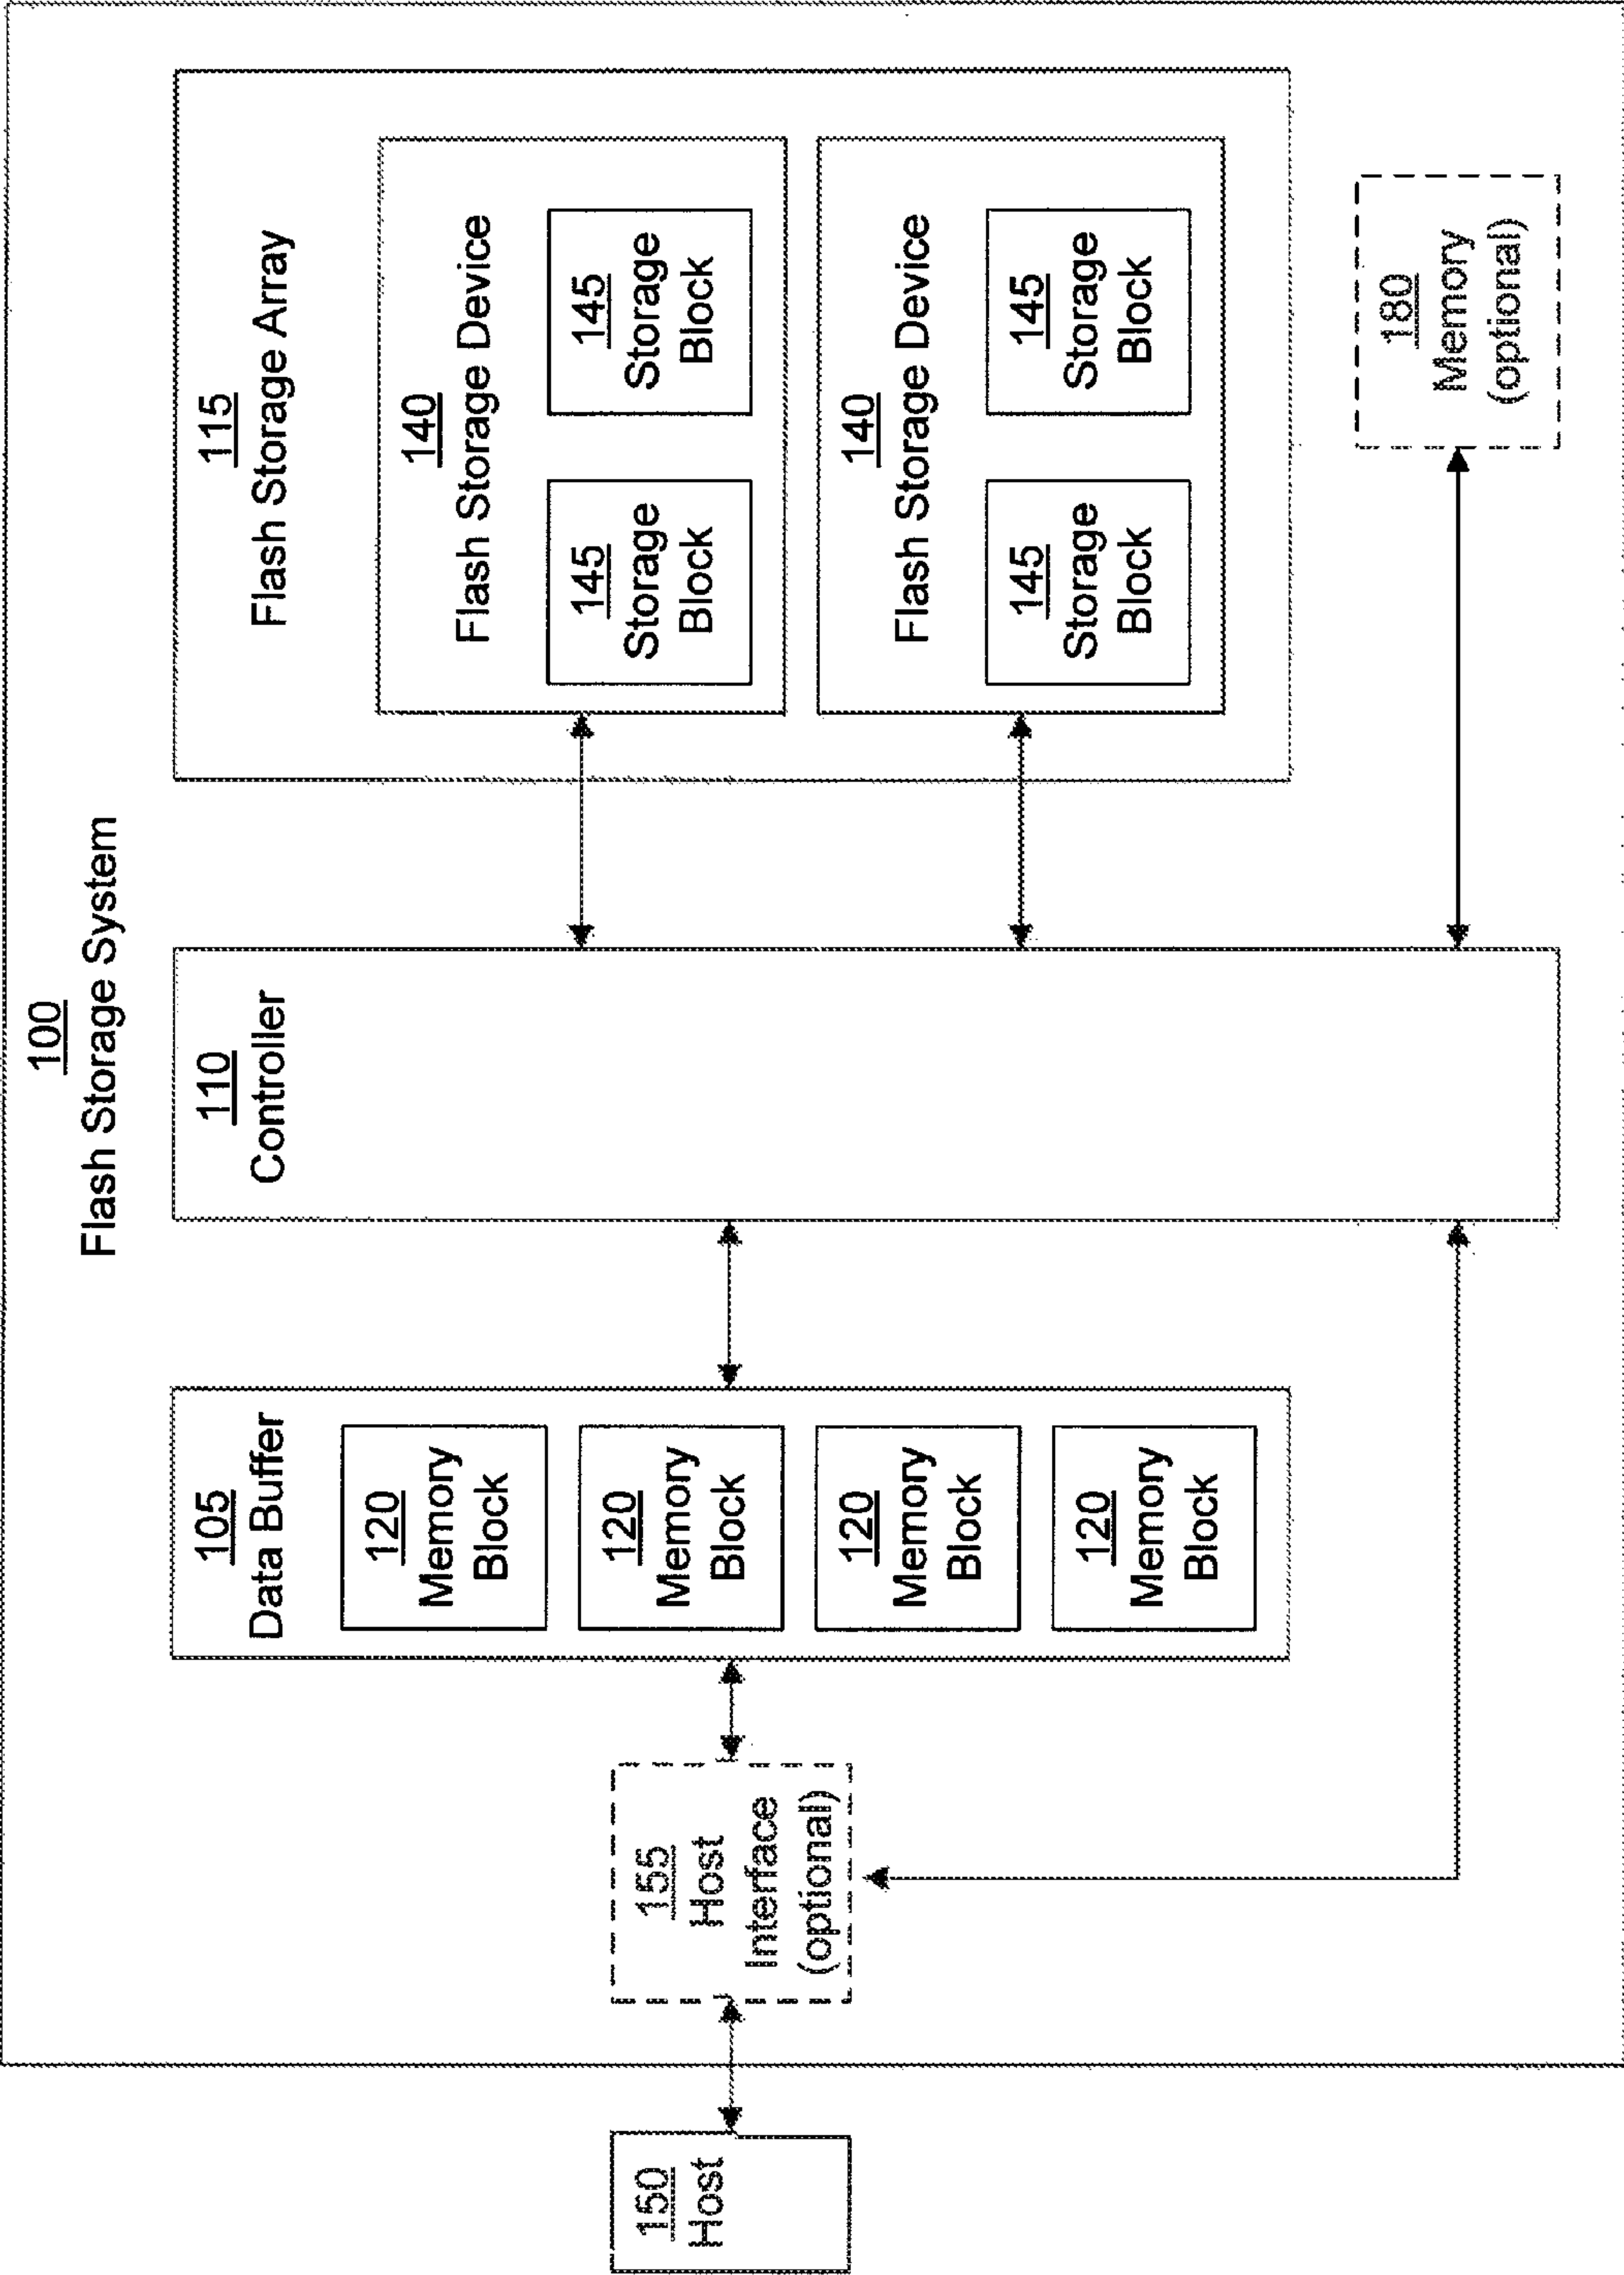 100
Flash Storage System
150
Host
155
Host
Interface
(optional)
105
Data Buffer
120
Memory
Block
120
Memory
Block
120
Memory
Block
120
Memory
Block
110
Controller
115
Flash Storage Array
140
Flash Storage Device
145
Storage
Block
145
Storage
Block
140
Flash Storage Device
145
Storage
Block
145
Storage
Block
180
Memory
(optional)